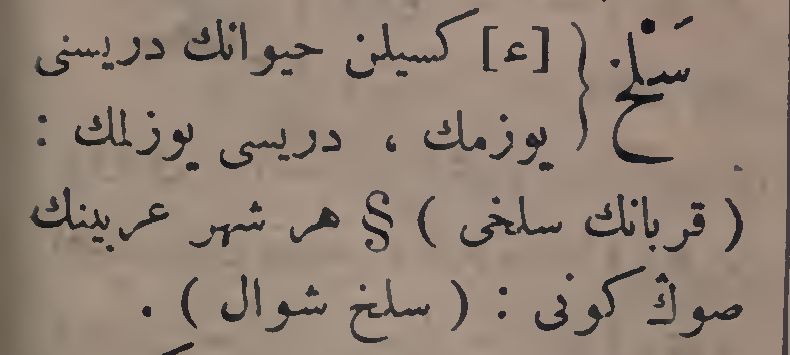 سَلْخ } [ع] كسيلن حيوانك دريسنى
يوزمك ، دريسى يوزلمك :
( قربانك سلخى ) § هر شهر عربينك
صوڭ كونى : ( سلخ شوال ) .